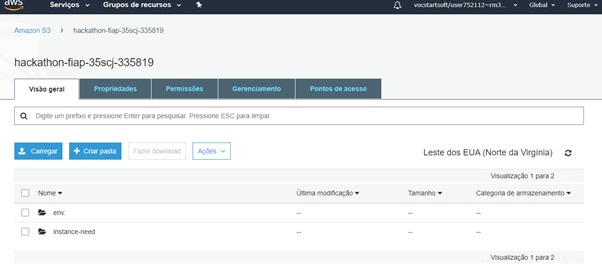 aws Serviços Grupos de recursos vocstartsoft/user752112=rm3... Global Suporte
Amazon S3 > hackathon-fiap-35scj-335819
hackathon-fiap-35scj-335819
Visão geral Propriedades Permissões Gerenciamento Pontos de acesso
Digite um prefixo e pressione Enter para pesquisar. Pressione ESC para limpar.
Carregar + Criar pasta Fazer download Ações Leste dos EUA (Norte da Virgínia)
Visualização 1 para 2
Nome Última modificação Tamanho Categoria de armazenamento
env: -- -- --
instance-need -- -- --
Visualização 1 para 2